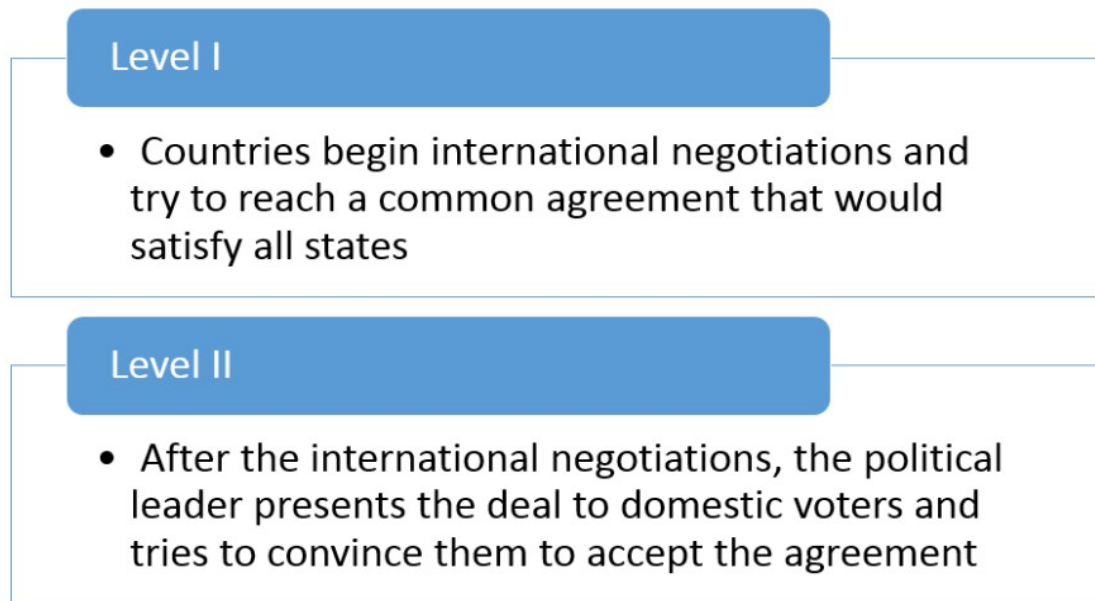 Level I
• Countries begin international negotiations and
try to reach a common agreement that would
satisfy all states
Level II
• After the international negotiations, the political
leader presents the deal to domestic voters and
tries to convince them to accept the agreement